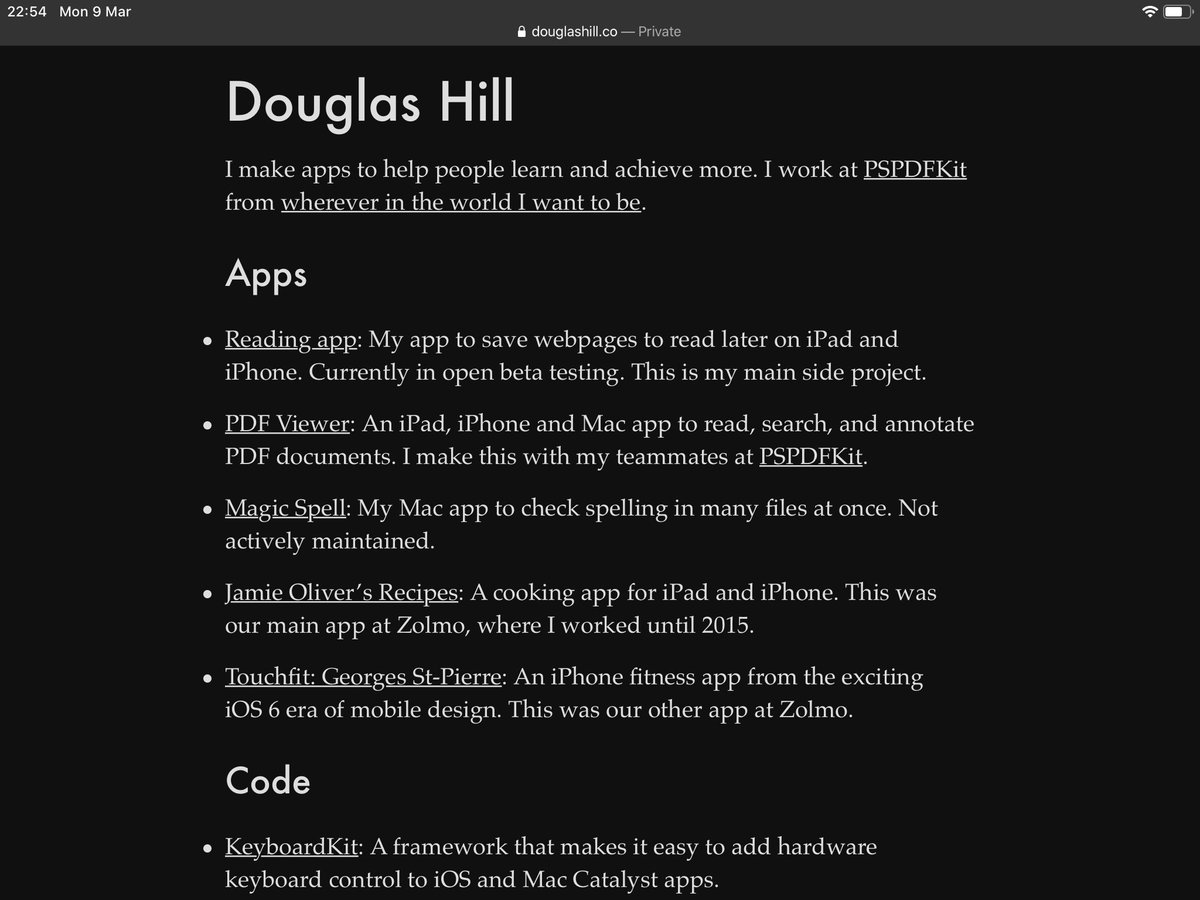 22:54 Mon 9 Mar
douglashill.co — Private
Douglas Hill
I make apps to help people learn and achieve more. I work at PSPDFKit
from wherever in the world I want to be.
Apps
• Reading app: My app to save webpages to read later on iPad and
iPhone. Currently in open beta testing. This is my main side project.
• PDF Viewer: An iPad, iPhone and Mac app to read, search, and annotate
PDF documents. I make this with my teammates at PSPDFKit.
• Magic Spell: My Mac app to check spelling in many files at once. Not
actively maintained.
• Jamie Oliver’s Recipes: A cooking app for iPad and iPhone. This was
our main app at Zolmo, where I worked until 2015.
• Touchfit: Georges St-Pierre: An iPhone fitness app from the exciting
iOS 6 era of mobile design. This was our other app at Zolmo.
Code
• KeyboardKit: A framework that makes it easy to add hardware
keyboard control to iOS and Mac Catalyst apps.